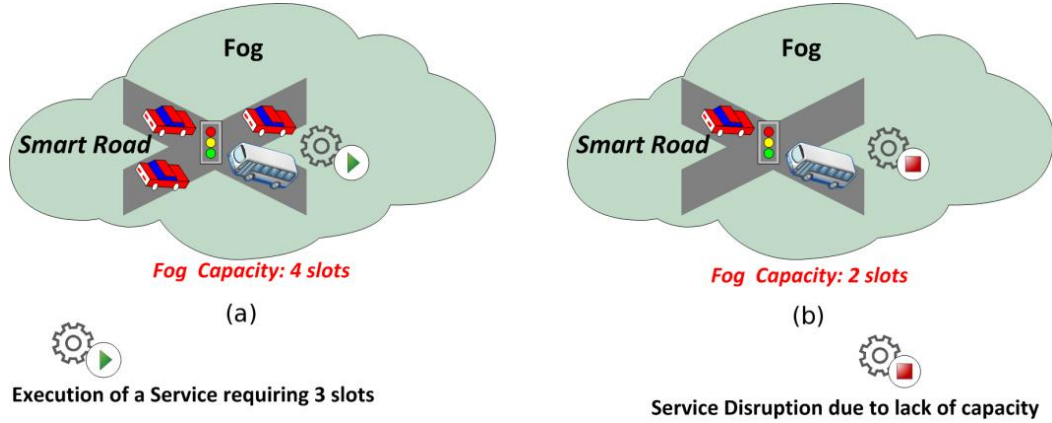 Fog
Smart Road
Fog Capacity: 4 slots
(a)
Execution of a Service requiring 3 slots
Fog
Smart Road
Fog Capacity: 2 slots
(b)
Service Disruption due to lack of capacity